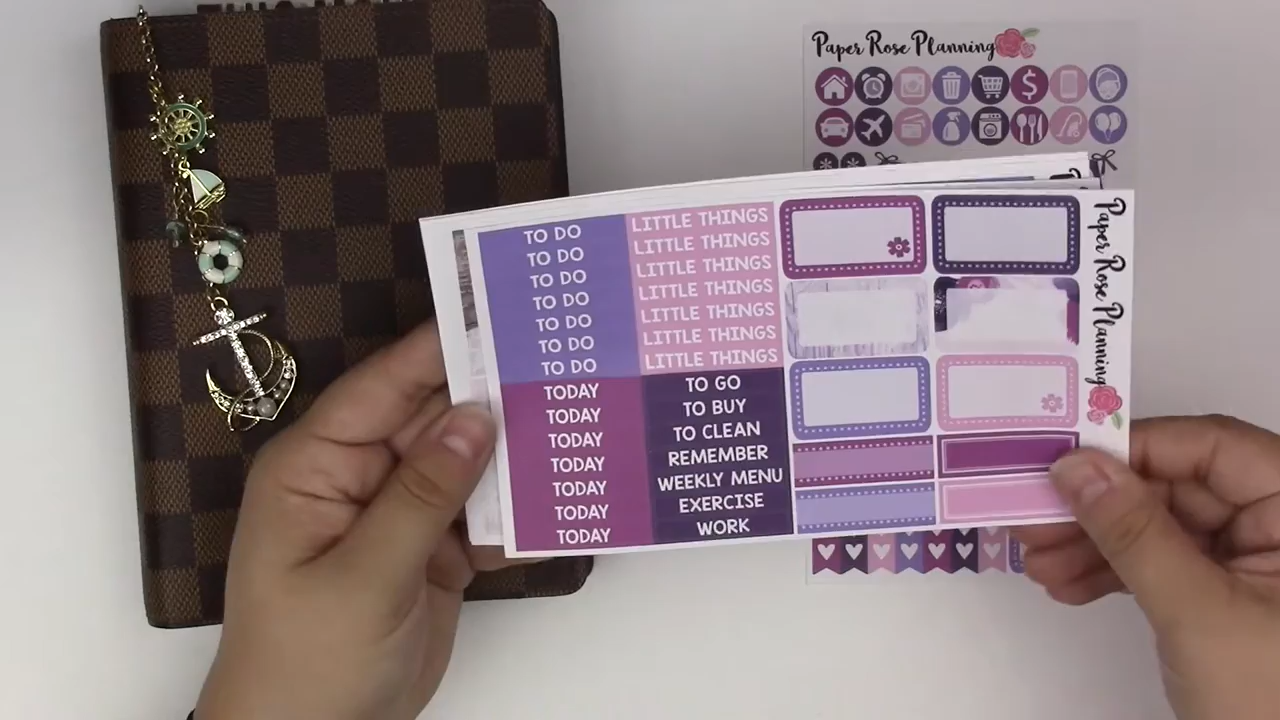 Paper Rose Planning
TO DO
TO DO
TO DO
TO DO
TO DO
TO DO
TO DO
LITTLE THINGS
LITTLE THINGS
LITTLE THINGS
LITTLE THINGS
LITTLE THINGS
LITTLE THINGS
LITTLE THINGS
TODAY
TODAY
TODAY
TODAY
TODAY
TODAY
TODAY
TO GO
TO BUY
TO CLEAN
REMEMBER
WEEKLY MENU
EXERCISE
WORK
Paper Rose Planning